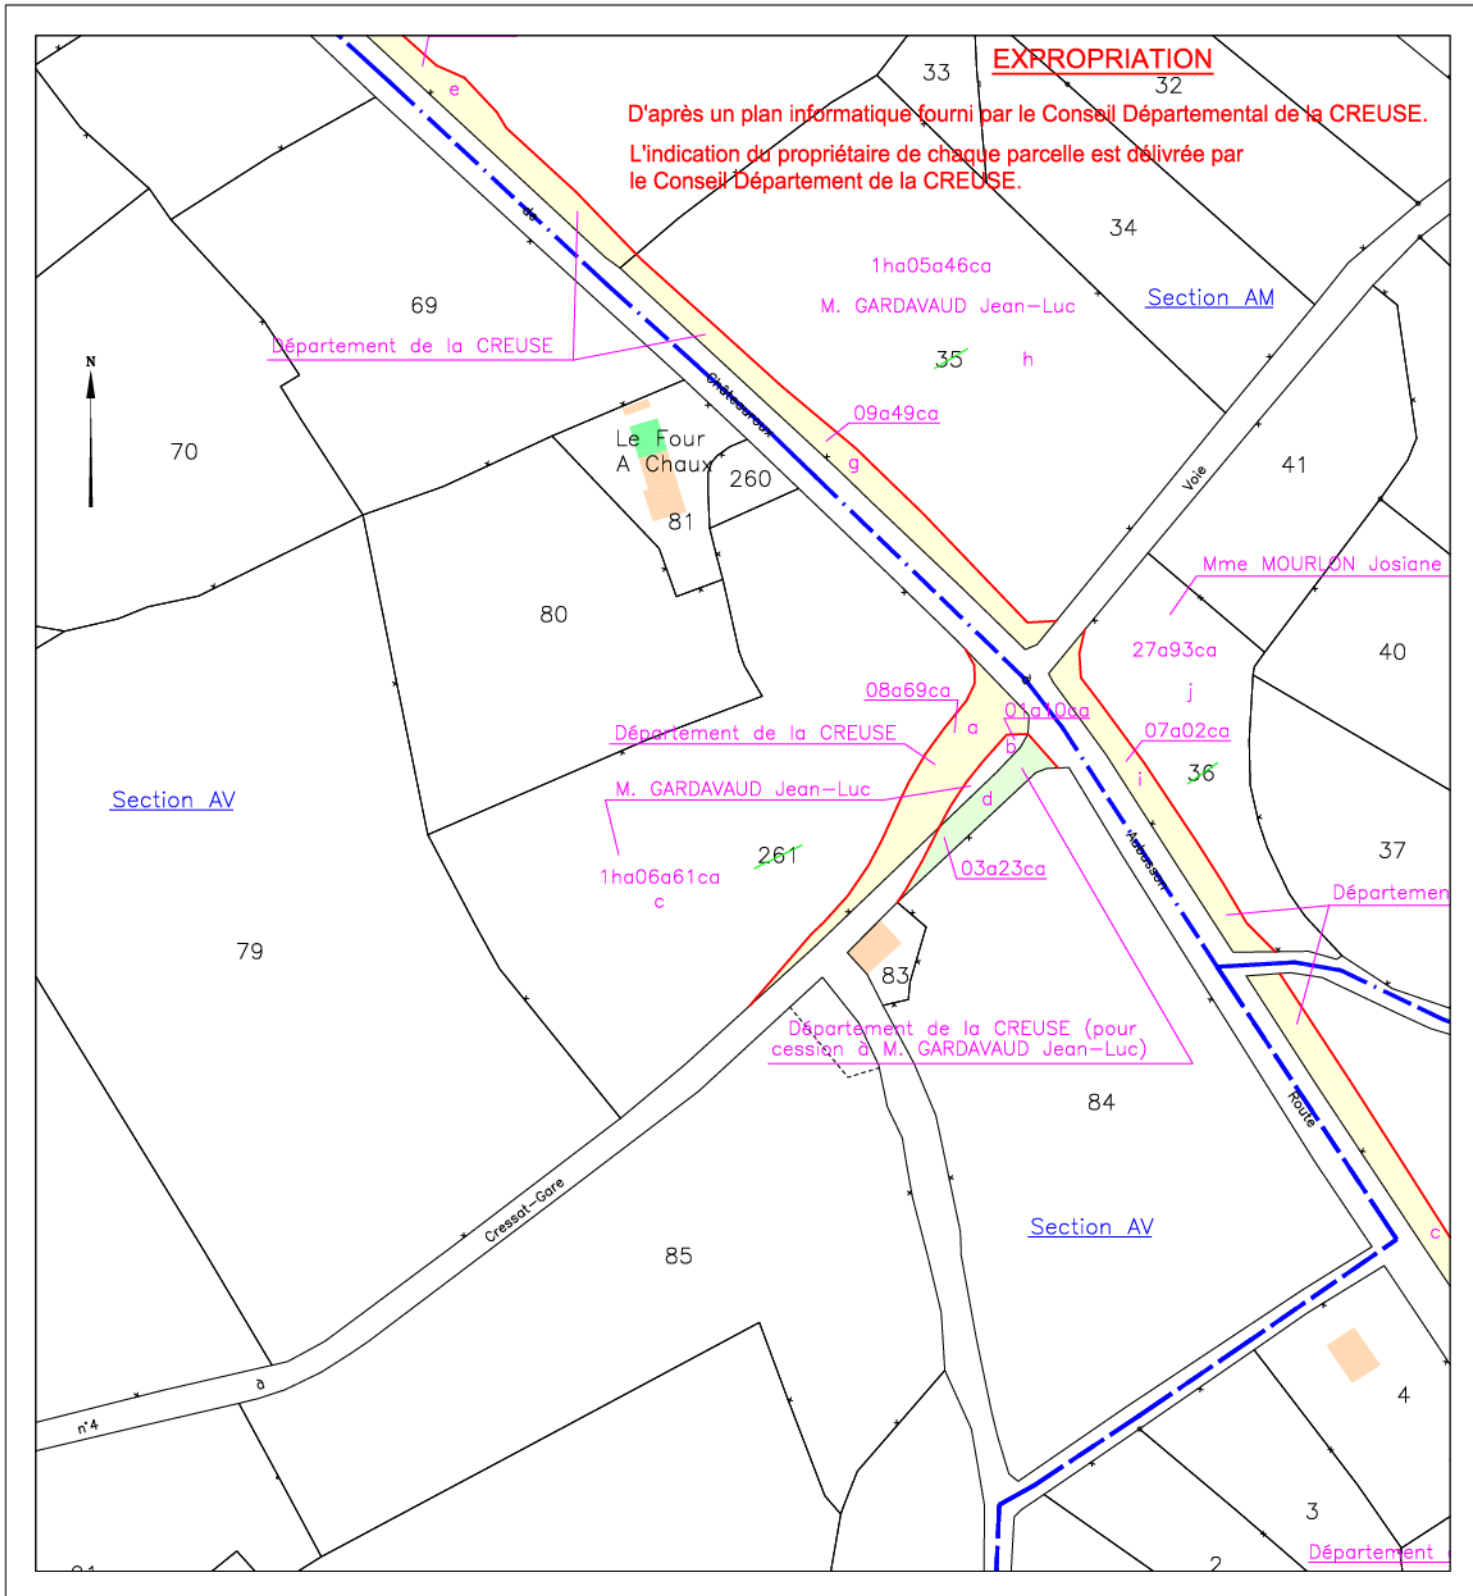 EXPROPRIATION
D'après un plan informatique fourni par le Conseil Départemental de la CREUSE.
L'indication du propriétaire de chaque parcelle est délivrée par
le Conseil Département de la CREUSE.
33
32
e
34
de
1ha05a46ca
M. GARDAVAUD Jean-Luc
Section AM
69
Département de la CREUSE
35
h
N
Châteauroux
09a49ca
Le Four
A Chaux
70
g
260
41
Voie
81
Mme MOURLON Josiane
80
27a93ca
40
j
à
08a69ca
01a10ca
a
Département de la CREUSE
b
07a02ca
36
i
M. GARDAVAUD Jean-Luc
d
Section AV
261
Aubusson
37
1ha06a61ca
c
03a23ca
Départemen
79
83
Département de la CREUSE (pour
cession à M. GARDAVAUD Jean-Luc)
84
Route
Cressat-Gare
Section AV
c
85
à
4
n°4
3
Département
2